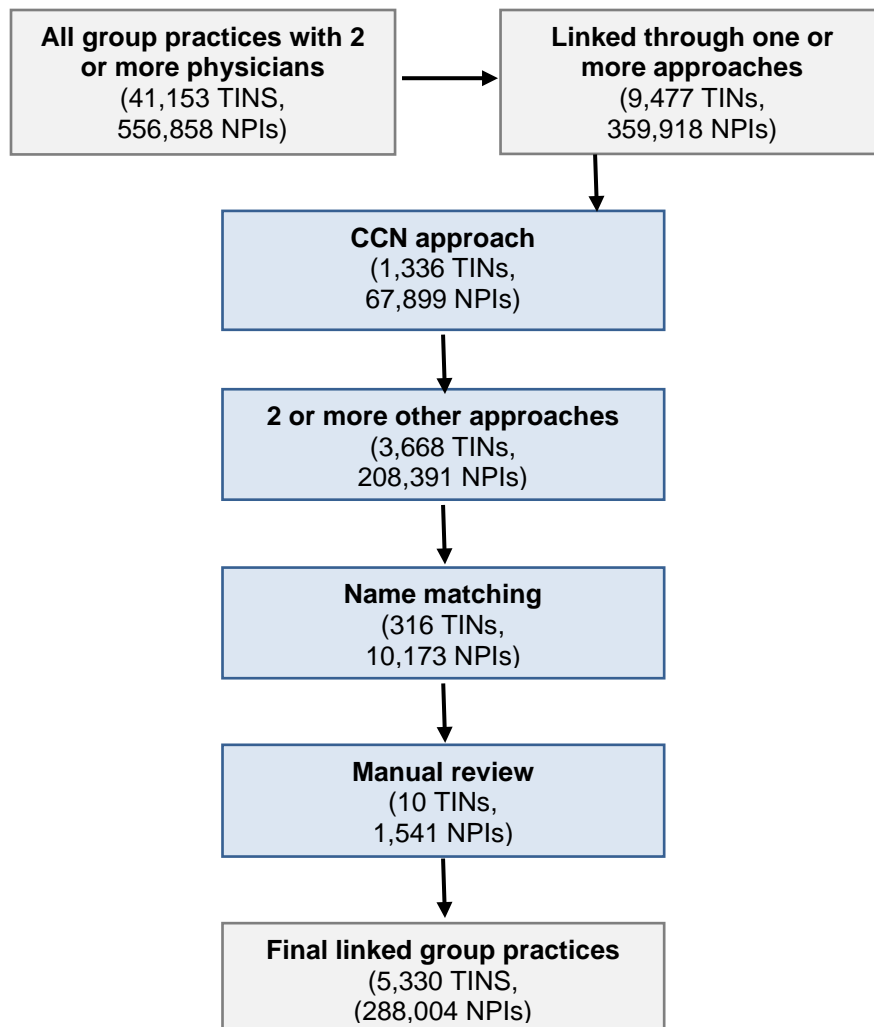 All group practices with 2
or more physicians
(41,153 TINS,
556,858 NPIs)
Linked through one or
more approaches
(9,477 TINs,
359,918 NPIs)
CCN approach
(1,336 TINs,
67,899 NPIs)
2 or more other approaches
(3,668 TINs,
208,391 NPIs)
Name matching
(316 TINs,
10,173 NPIs)
Manual review
(10 TINs,
1,541 NPIs)
Final linked group practices
(5,330 TINS,
(288,004 NPIs)